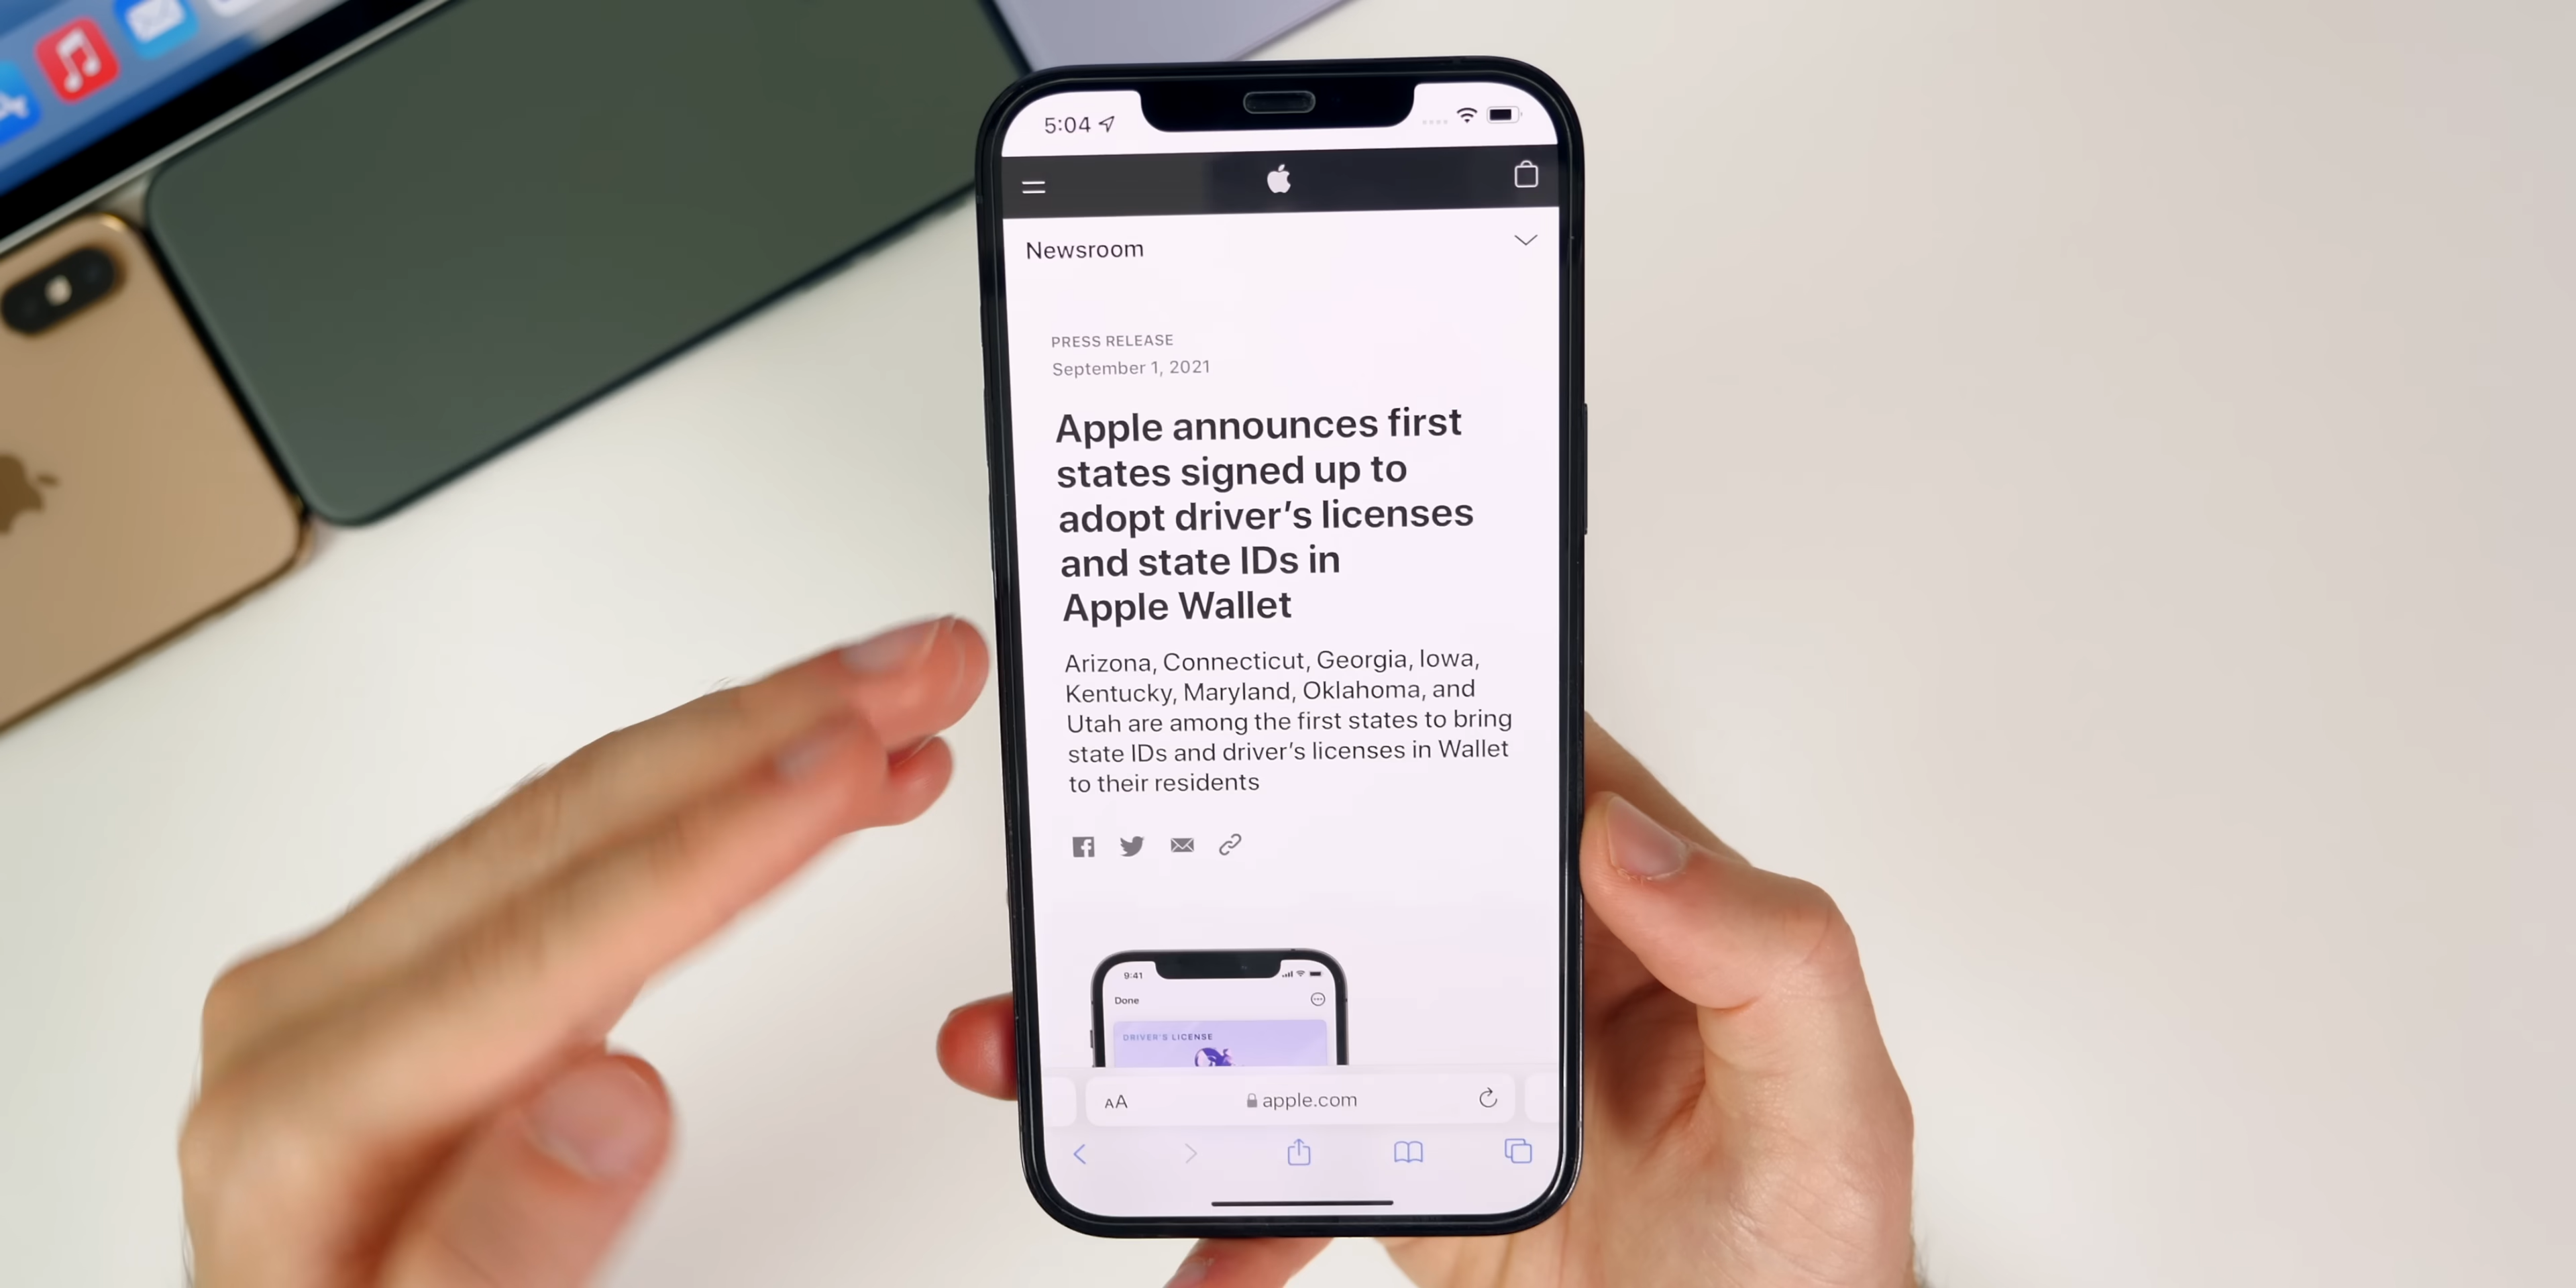 5:04
Newsroom
PRESS RELEASE
September 1, 2021
Apple announces first
states signed up to
adopt driver’s licenses
and state IDs in
Apple Wallet
Arizona, Connecticut, Georgia, Iowa,
Kentucky, Maryland, Oklahoma, and
Utah are among the first states to bring
state IDs and driver’s licenses in Wallet
to their residents
9:41
Done
DRIVER'S LICENSE
AA apple.com